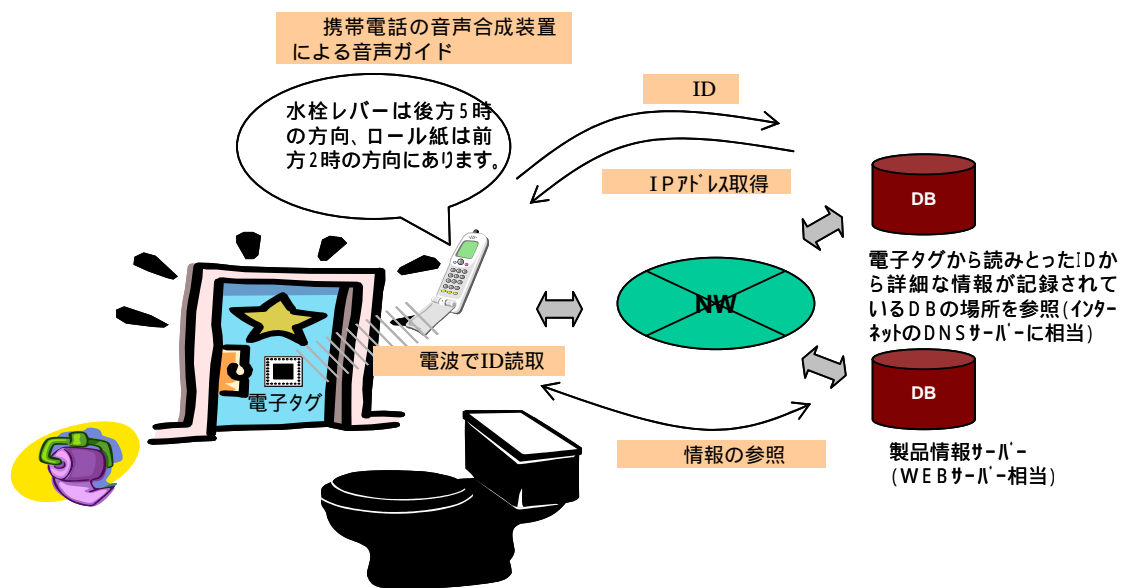 携帯電話の音声合成装置
による音声ガイド
水栓レバーは後方5時
の方向、ロール紙は前
方2時の方向にあります。
ID
IPｱﾄﾞﾚｽ取得
DB
電子タグから読みとったIDか
ら詳細な情報が記録されて
いるDBの場所を参照(ｲﾝﾀｰ
ﾈｯﾄのDNSｻｰﾊﾞｰに相当)
NW
電波でID読取
電子タグ
DB
情報の参照
製品情報ｻｰﾊﾞｰ
(WEBｻｰﾊﾞｰ相当)